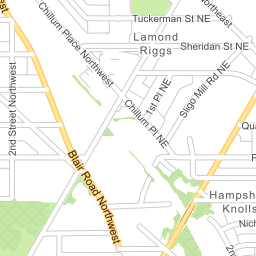 Tuckerman St NE
Chillum Place Northwest
Northeast
Lamond
Riggs
Sheridan St NE
1st Pl NE
Sligo Mill Rd NE
Chillum Pl NE
2nd Street Northwest
Blair Road Northwest
Hampsh
Knolls